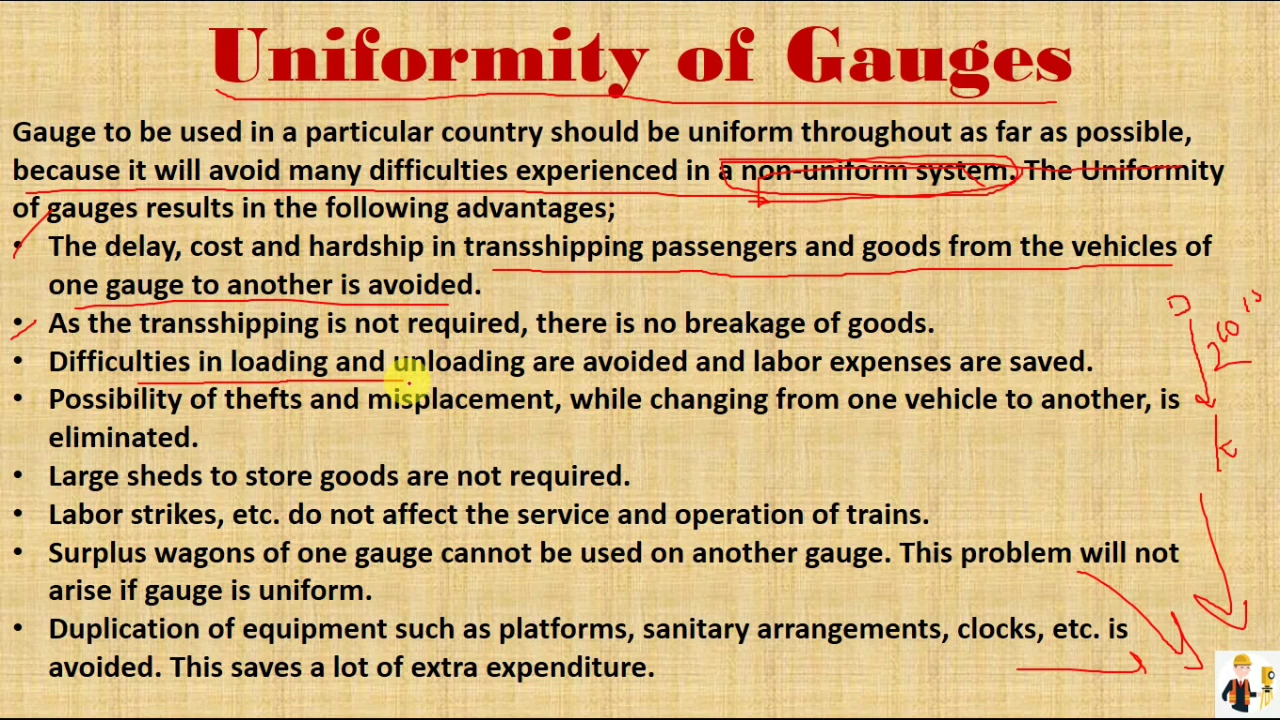 Uniformity of Gauges
Gauge to be used in a particular country should be uniform throughout as far as possible,
because it will avoid many difficulties experienced in a non-uniform system. The Uniformity
of gauges results in the following advantages;
• The delay, cost and hardship in transshipping passengers and goods from the vehicles of
one gauge to another is avoided.
• As the transshipping is not required, there is no breakage of goods.
• Difficulties in loading and unloading are avoided and labor expenses are saved.
• Possibility of thefts and misplacement, while changing from one vehicle to another, is
eliminated.
• Large sheds to store goods are not required.
• Labor strikes, etc. do not affect the service and operation of trains.
• Surplus wagons of one gauge cannot be used on another gauge. This problem will not
arise if gauge is uniform.
• Duplication of equipment such as platforms, sanitary arrangements, clocks, etc. is
avoided. This saves a lot of extra expenditure.